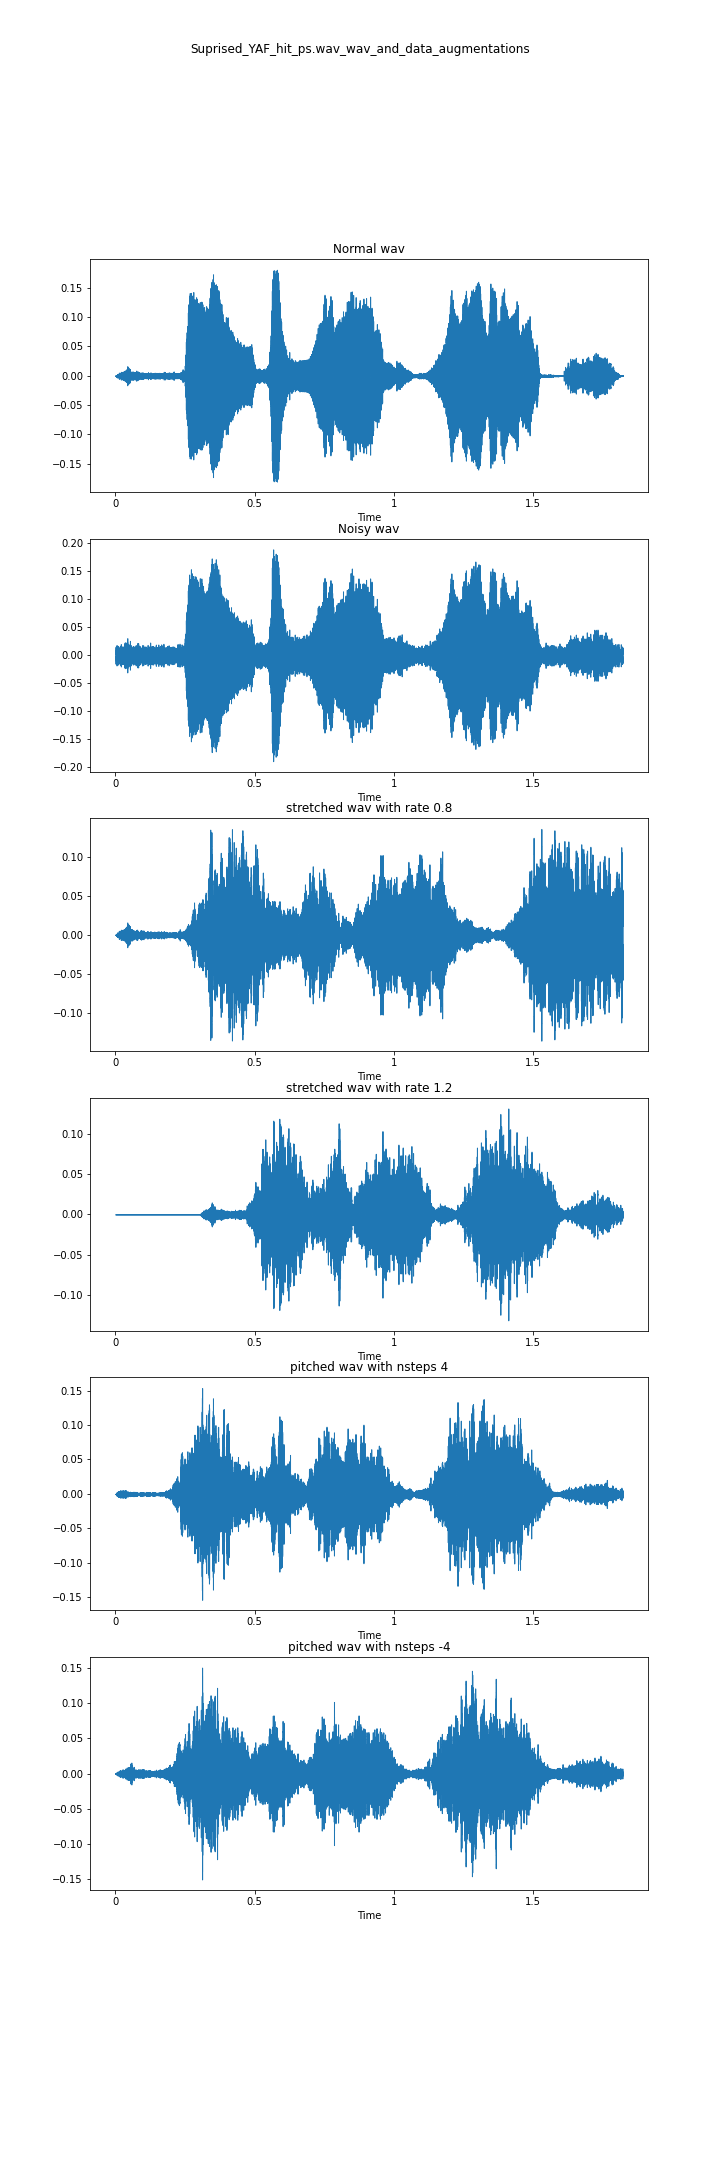 Suprised_YAF_hit_ps.wav_wav_and_data_augmentations
Normal wav
0.15
0.10
0.05
0.00
−0.05
−0.10
−0.15
0 0.5 1 1.5
Time
Noisy wav
0.20
0.15
0.10
0.05
0.00
−0.05
−0.10
−0.15
−0.20
0 0.5 1 1.5
Time
stretched wav with rate 0.8
0.10
0.05
0.00
−0.05
−0.10
0 0.5 1 1.5
Time
stretched wav with rate 1.2
0.10
0.05
0.00
−0.05
−0.10
0 0.5 1 1.5
Time
pitched wav with nsteps 4
0.15
0.10
0.05
0.00
−0.05
−0.10
−0.15
0 0.5 1 1.5
Time
pitched wav with nsteps -4
0.15
0.10
0.05
0.00
−0.05
−0.10
−0.15
0 0.5 1 1.5
Time